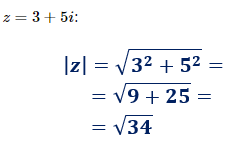 z = 3 + 5i:
|z| = √(3² + 5²) =
= √(9 + 25) =
= √34